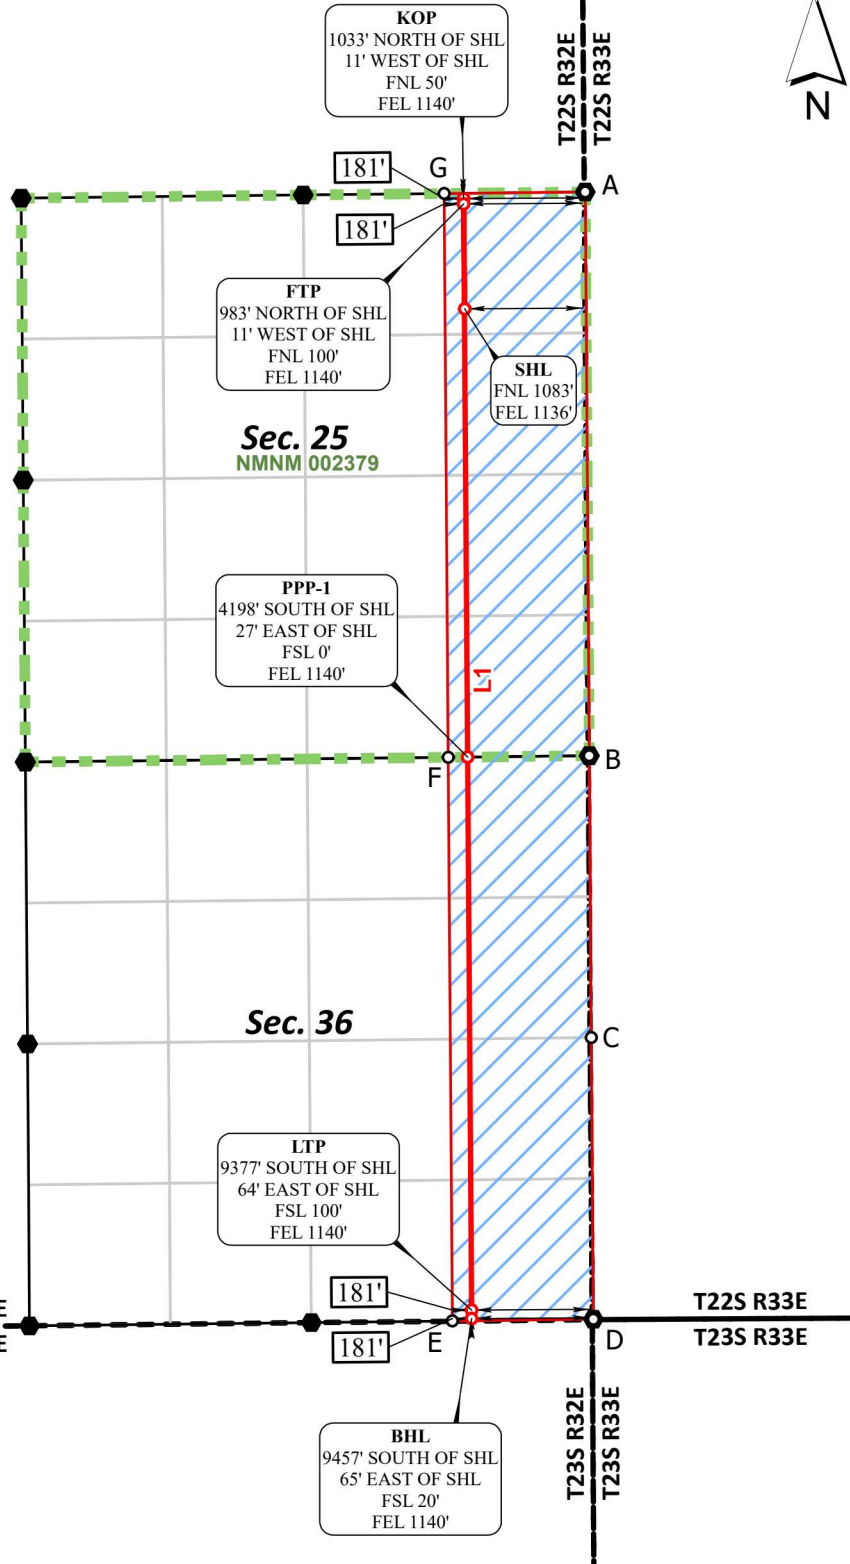 KOP
1033' NORTH OF SHL
11' WEST OF SHL
FNL 50'
FEL 1140'
T22S R32E
T22S R33E
N
181'
G
A
181'
FTP
983' NORTH OF SHL
11' WEST OF SHL
FNL 100'
FEL 1140'
SHL
FNL 1083'
FEL 1136'
Sec. 25
NMNM 002379
PPP-1
4198' SOUTH OF SHL
27' EAST OF SHL
FSL 0'
FEL 1140'
L1
F
B
Sec. 36
C
LTP
9377' SOUTH OF SHL
64' EAST OF SHL
FSL 100'
FEL 1140'
181'
E
T22S R33E
E
T23S R33E
181'
E
D
BHL
9457' SOUTH OF SHL
65' EAST OF SHL
FSL 20'
FEL 1140'
T23S R32E
T23S R33E